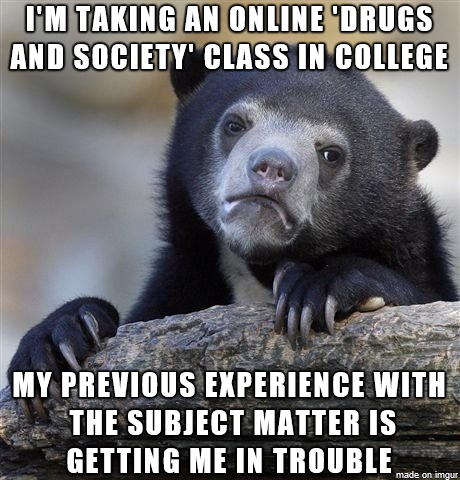 I'M TAKING AN ONLINE 'DRUGS
AND SOCIETY' CLASS IN COLLEGE
MY PREVIOUS EXPERIENCE WITH
THE SUBJECT MATTER IS
GETTING ME IN TROUBLE
made on imgur